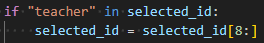 if "teacher" in selected_id:
    selected_id = selected_id[8:]